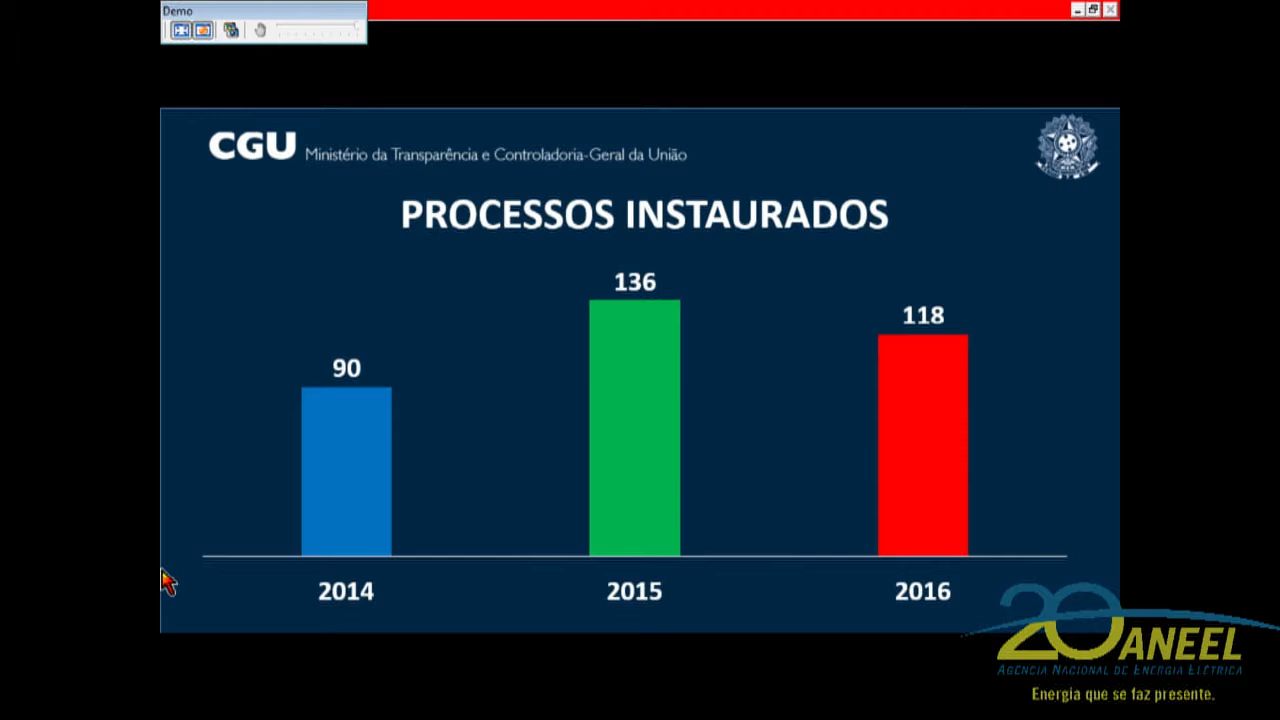 Demo
CGU Ministério da Transparência e Controladoria-Geral da União
PROCESSOS INSTAURADOS
136
118
90
2014
2015
2016
20 ANEEL
AGÊNCIA NACIONAL DE ENERGIA ELÉTRICA
Energia que se faz presente.